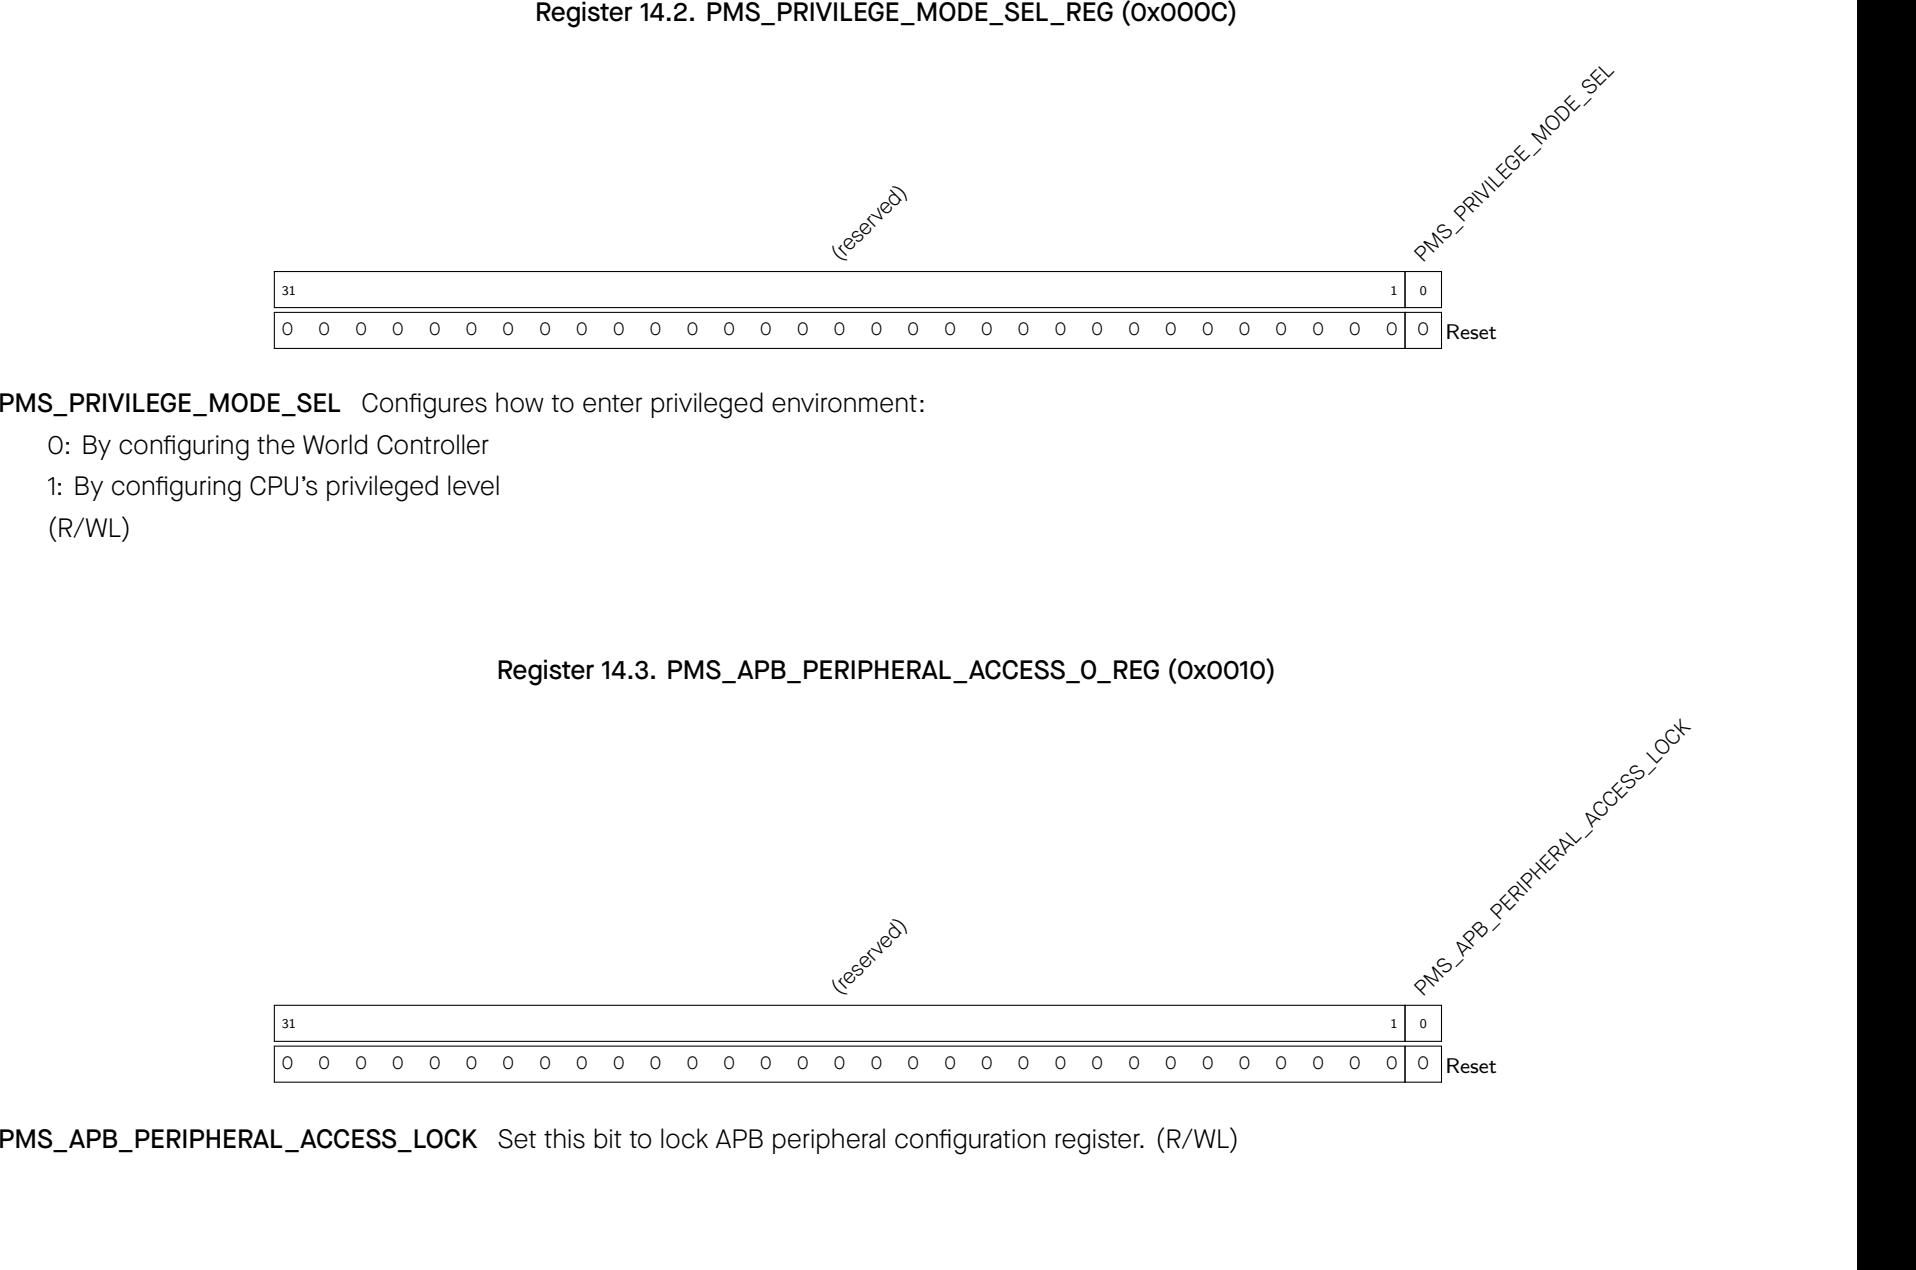 Register 14.2. PMS_PRIVILEGE_MODE_SEL_REG (0x000C)
(reserved)
PMS_PRIVILEGE_MODE_SEL
31 1 0
0 0 0 0 0 0 0 0 0 0 0 0 0 0 0 0 0 0 0 0 0 0 0 0 0 0 0 0 0 0 0 0 Reset
PMS_PRIVILEGE_MODE_SEL Configures how to enter privileged environment:
0: By configuring the World Controller
1: By configuring CPU's privileged level
(R/WL)
Register 14.3. PMS_APB_PERIPHERAL_ACCESS_0_REG (0x0010)
(reserved)
PMS_APB_PERIPHERAL_ACCESS_LOCK
31 1 0
0 0 0 0 0 0 0 0 0 0 0 0 0 0 0 0 0 0 0 0 0 0 0 0 0 0 0 0 0 0 0 0 Reset
PMS_APB_PERIPHERAL_ACCESS_LOCK Set this bit to lock APB peripheral configuration register. (R/WL)